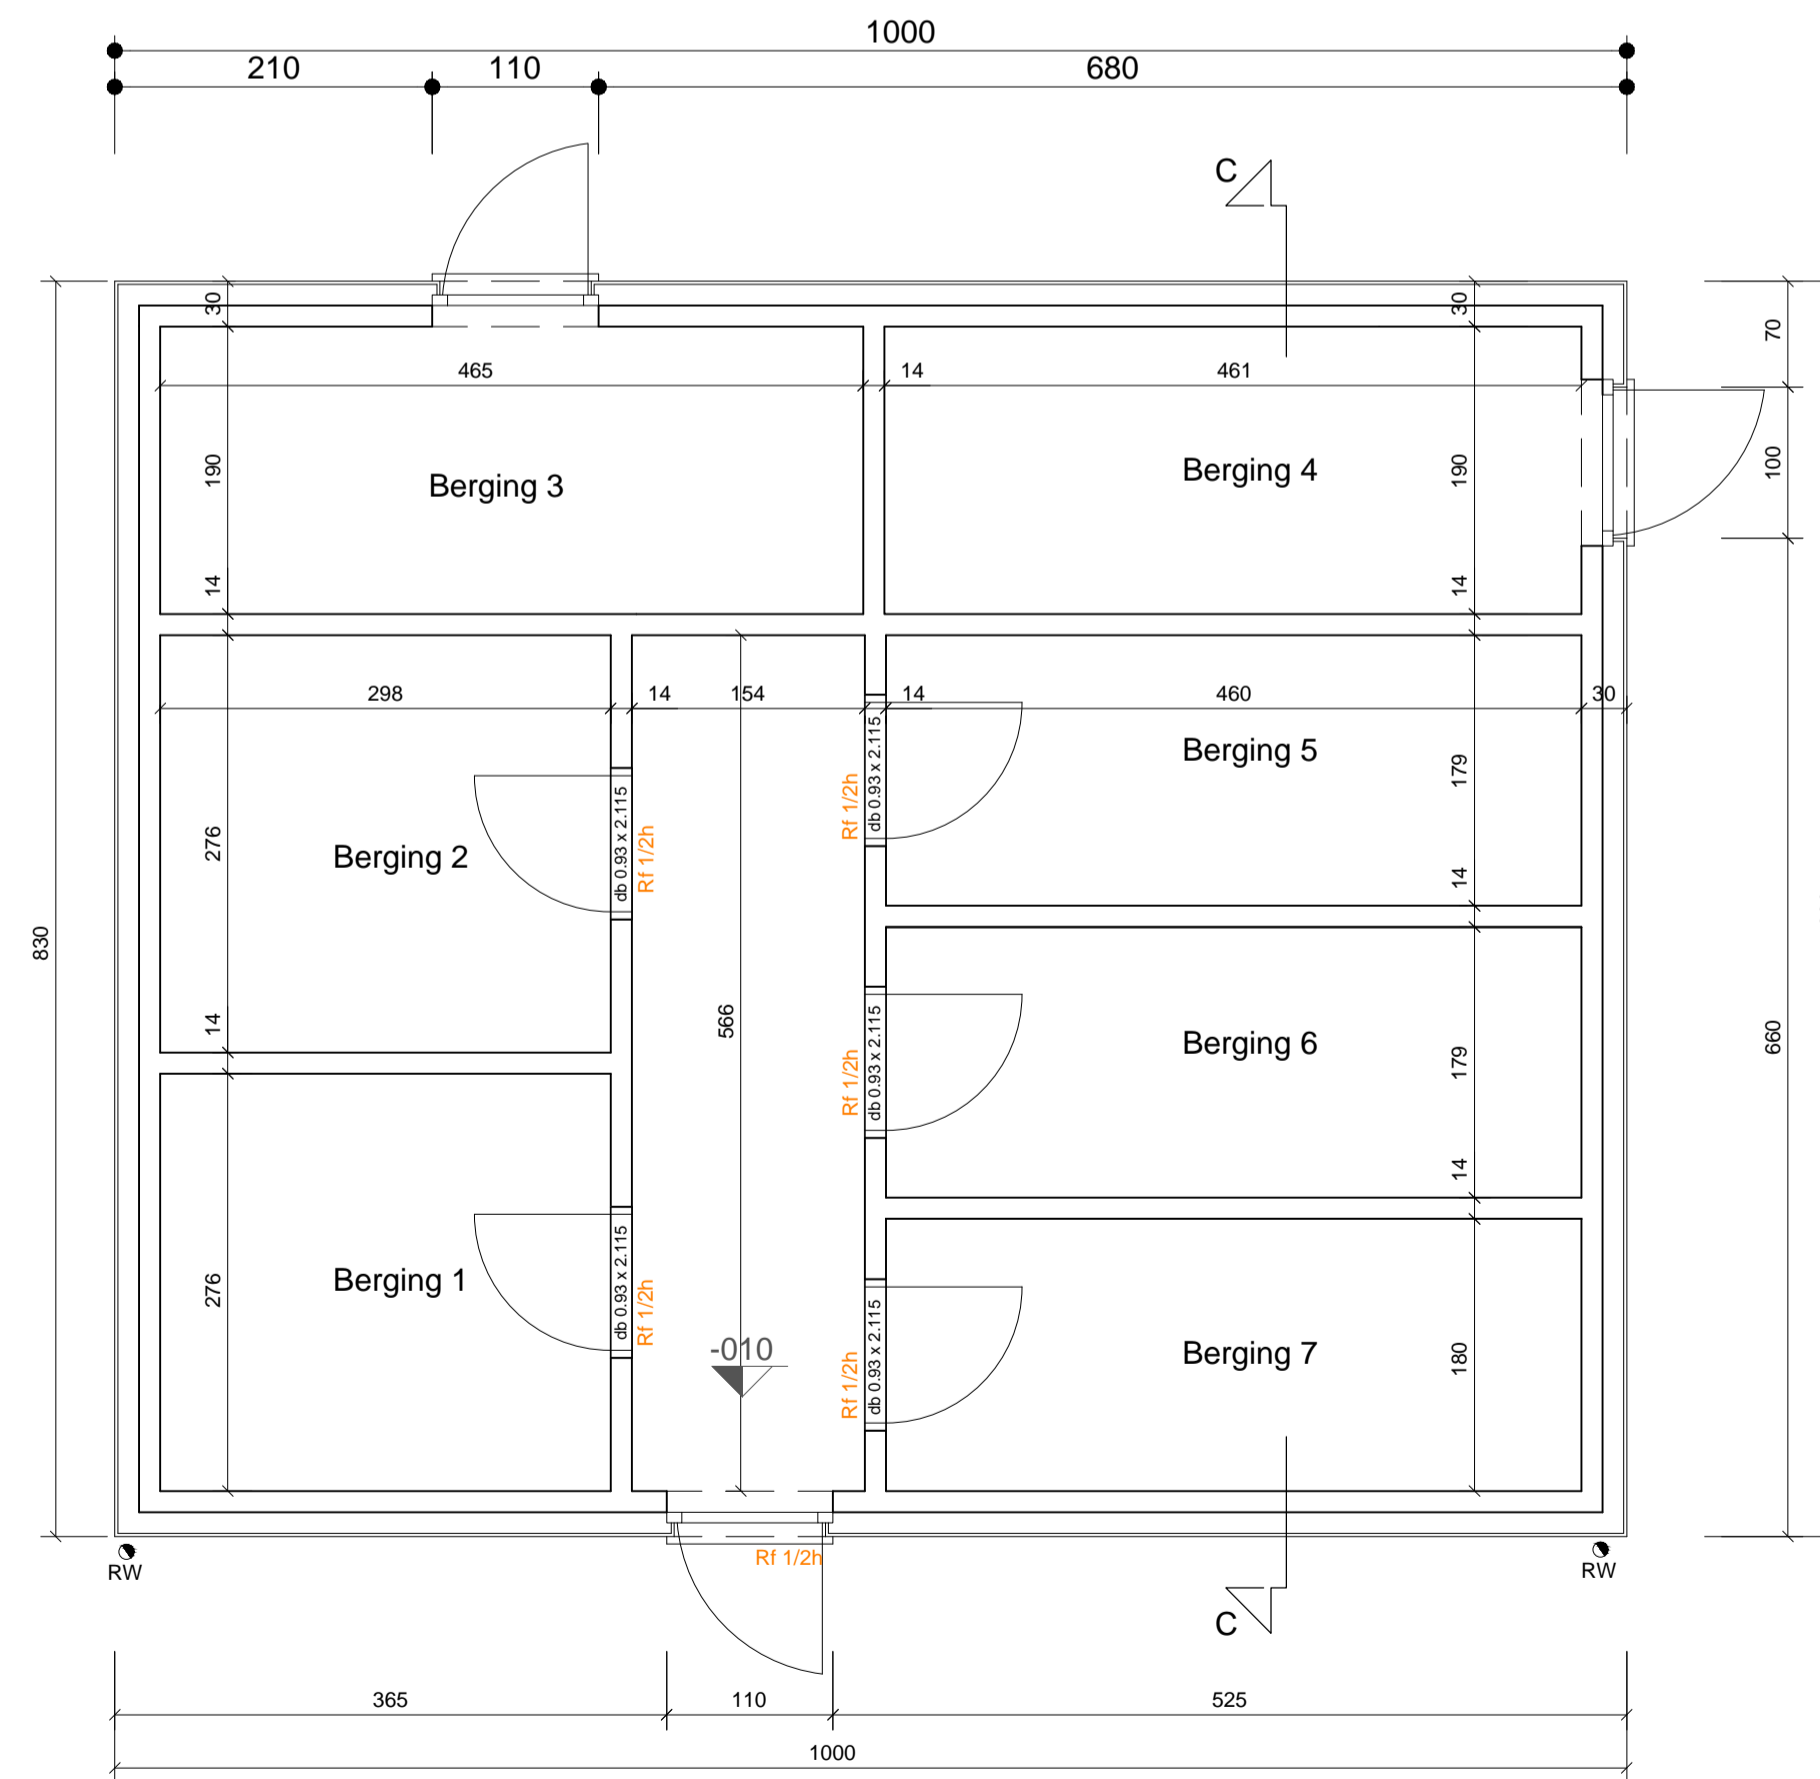 1000
210 110 680
C
30 30
70
465 14 461
100
190 190
Berging 3 Berging 4
14 14
298 14 154 14 460 30
db 0.93 x 2.115
Rf 1/2h
Berging 5
179
276
Berging 2
db 0.93 x 2.115
Rf 1/2h
14
830
14
566
db 0.93 x 2.115
Rf 1/2h
Berging 6
179
660
14
276
Berging 1
db 0.93 x 2.115
Rf 1/2h
-010
db 0.93 x 2.115
Rf 1/2h
Berging 7
180
RW
Rf 1/2h
RW
C
365 110 525
1000